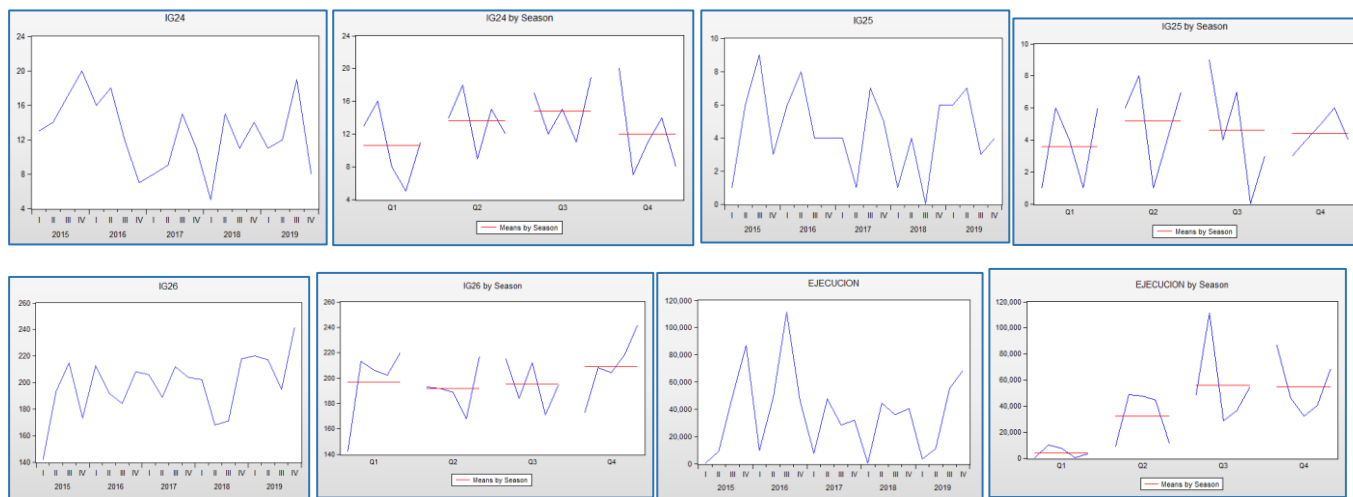 IG24
24
20
16
12
8
4
I II III IV I II III IV I II III IV I II III IV I II III IV
2015 2016 2017 2018 2019
IG24 by Season
24
20
16
12
8
4
Q1 Q2 Q3 Q4
Means by Season
IG25
10
8
6
4
2
0
I II III IV I II III IV I II III IV I II III IV I II III IV
2015 2016 2017 2018 2019
IG25 by Season
10
8
6
4
2
0
Q1 Q2 Q3 Q4
Means by Season
IG26
260
240
220
200
180
160
140
I II III IV I II III IV I II III IV I II III IV I II III IV
2015 2016 2017 2018 2019
IG26 by Season
260
240
220
200
180
160
140
Q1 Q2 Q3 Q4
Means by Season
EJECUCION
120,000
100,000
80,000
60,000
40,000
20,000
0
I II III IV I II III IV I II III IV I II III IV I II III IV
2015 2016 2017 2018 2019
EJECUCION by Season
120,000
100,000
80,000
60,000
40,000
20,000
0
Q1 Q2 Q3 Q4
Means by Season